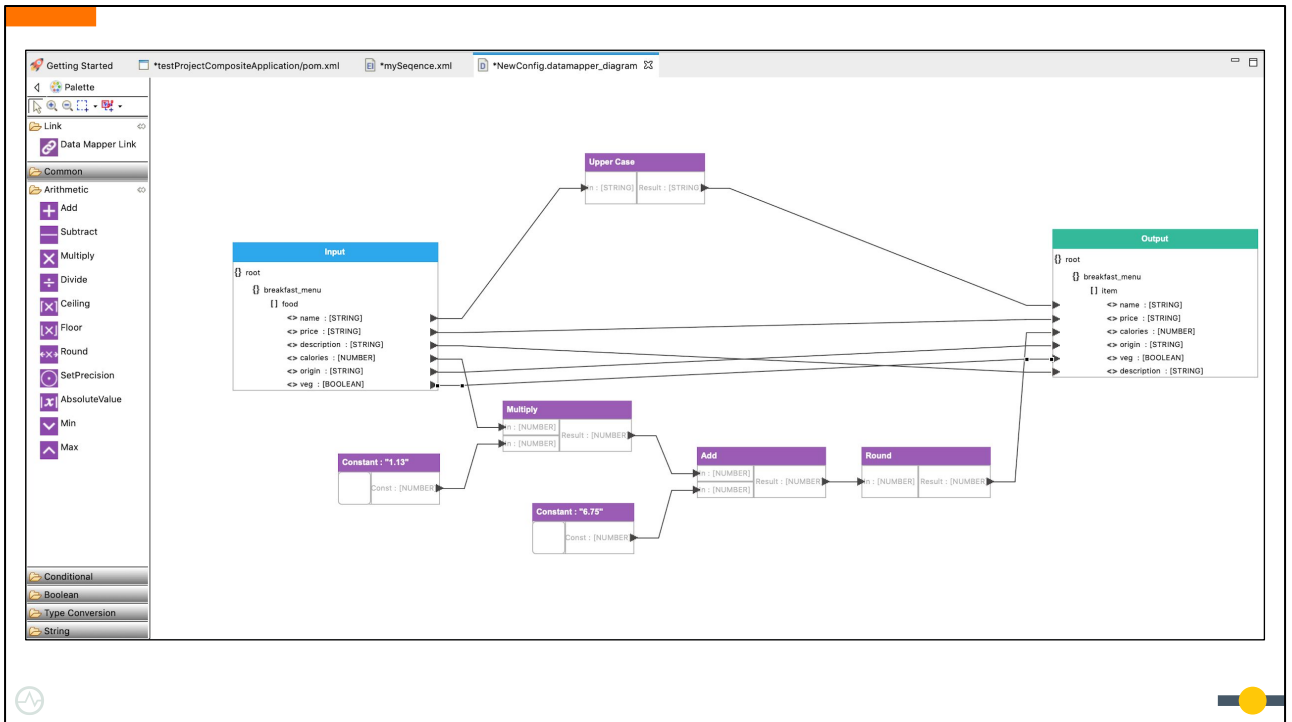 Getting Started
*testProjectCompositeApplication/pom.xml
*mySeqence.xml
*NewConfig.datamapper_diagram
Palette
Link
Data Mapper Link
Common
Arithmetic
Add
Subtract
Multiply
Divide
Ceiling
Floor
Round
SetPrecision
AbsoluteValue
Min
Max
Conditional
Boolean
Type Conversion
String
Upper Case
In : [STRING] Result : [STRING]
Input
{} root
{} breakfast_menu
[] food
<> name : [STRING]
<> price : [STRING]
<> description : [STRING]
<> calories : [NUMBER]
<> origin : [STRING]
<> veg : [BOOLEAN]
Output
{} root
{} breakfast_menu
[] item
<> name : [STRING]
<> price : [STRING]
<> calories : [NUMBER]
<> origin : [STRING]
<> veg : [BOOLEAN]
<> description : [STRING]
Multiply
In : [NUMBER]
Result : [NUMBER]
In : [NUMBER]
Constant : "1.13"
Const : [NUMBER]
Add
In : [NUMBER]
Result : [NUMBER]
In : [NUMBER]
Round
In : [NUMBER] Result : [NUMBER]
Constant : "6.75"
Const : [NUMBER]